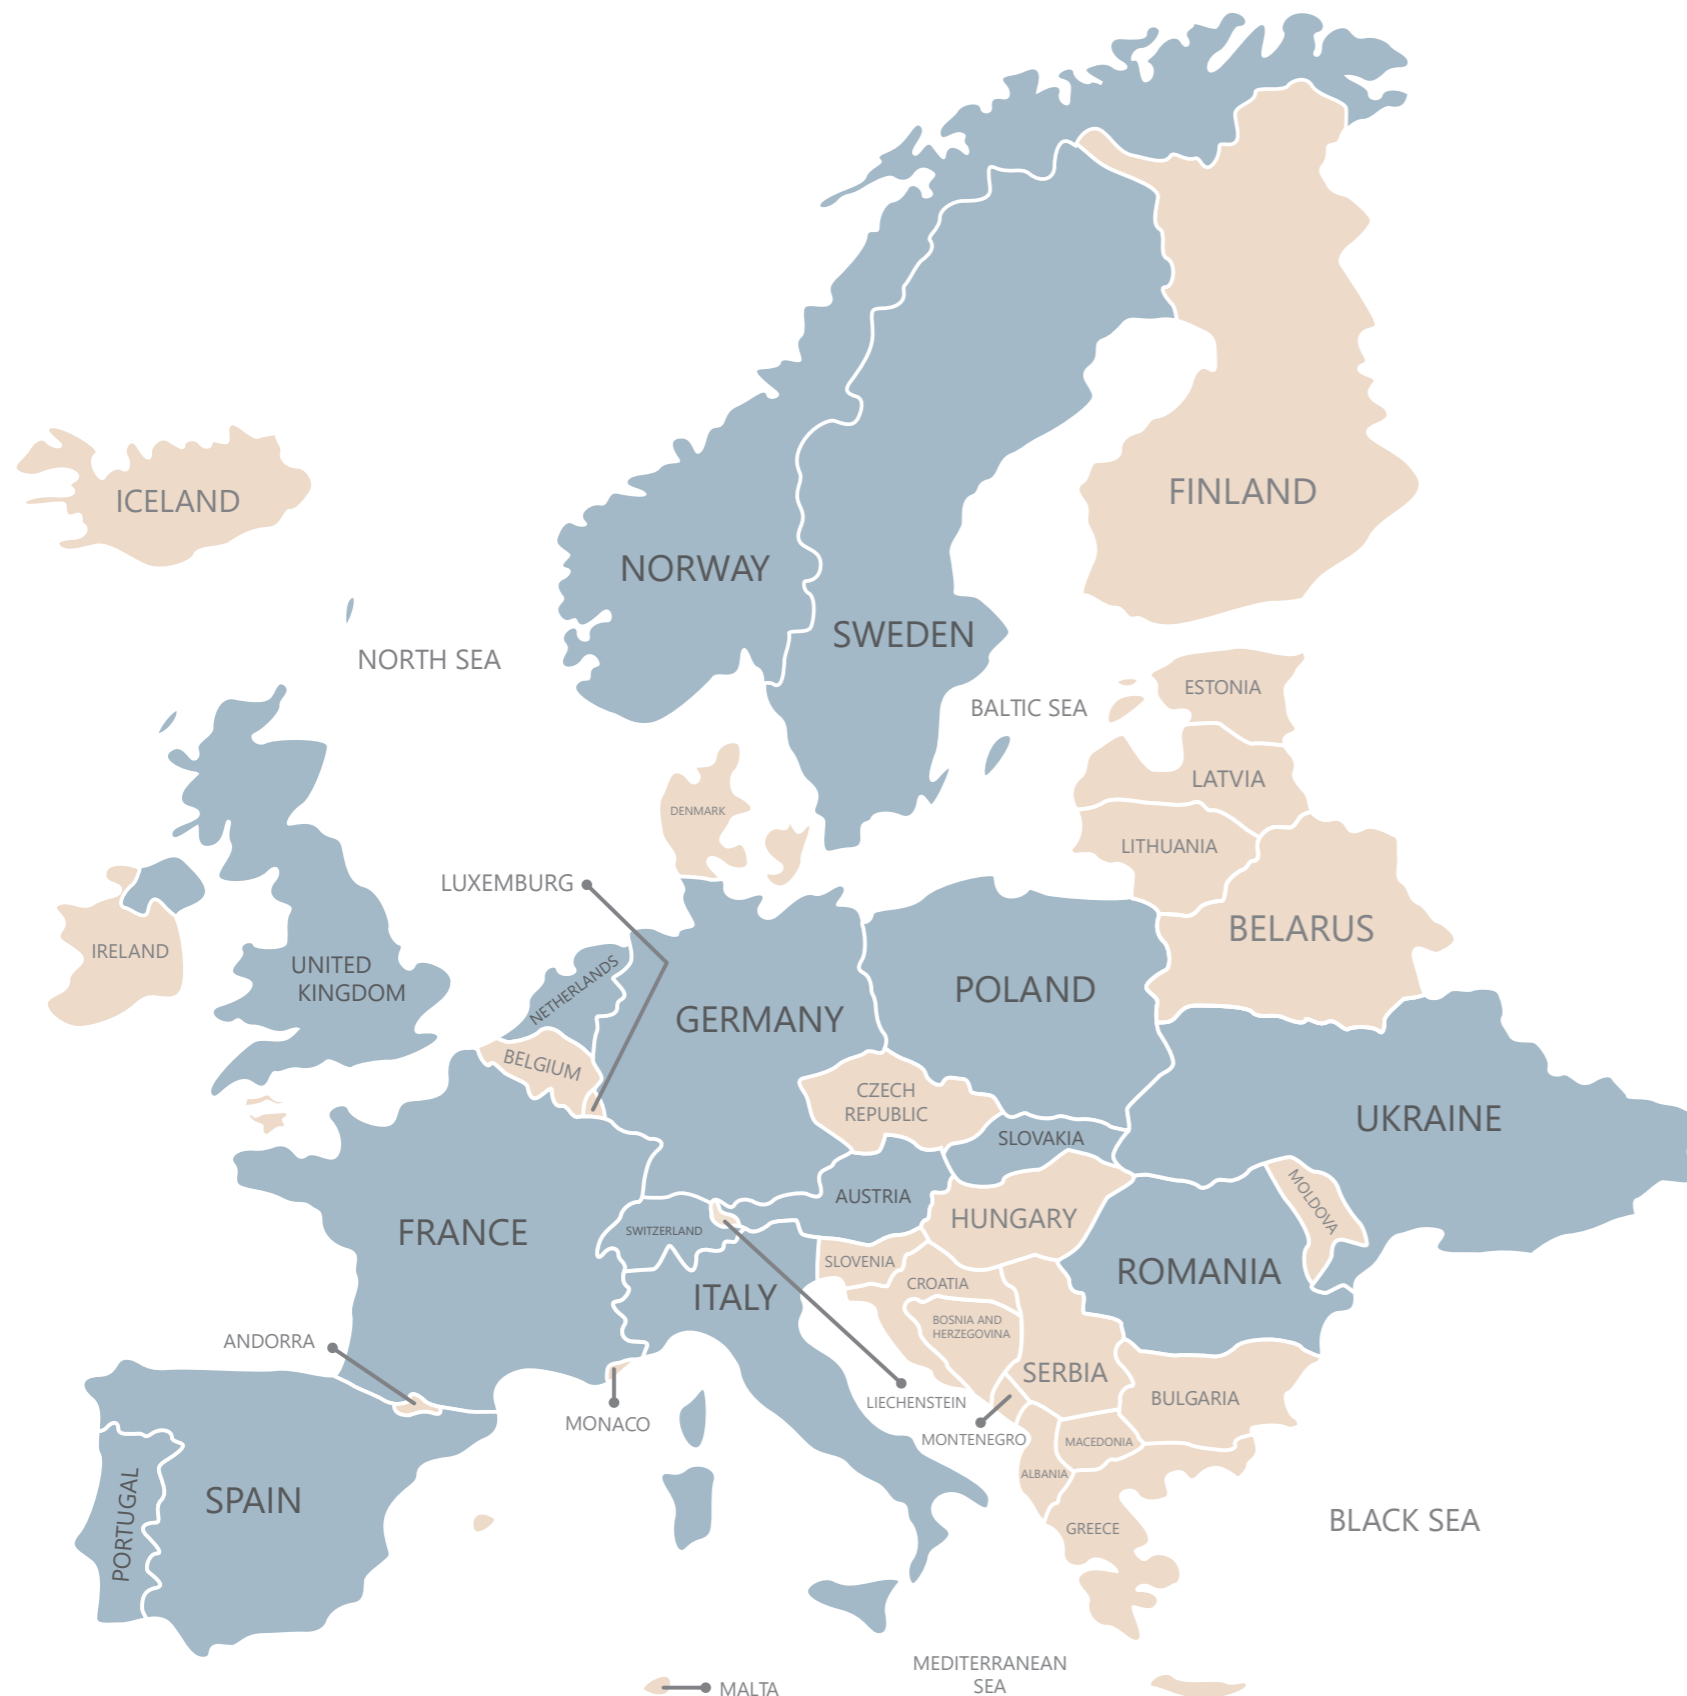 ICELAND
FINLAND
NORWAY
SWEDEN
NORTH SEA
ESTONIA
BALTIC SEA
LATVIA
DENMARK
LITHUANIA
LUXEMBURG
BELARUS
IRELAND
UNITED
KINGDOM
NETHERLANDS
POLAND
GERMANY
BELGIUM
CZECH
REPUBLIC
UKRAINE
SLOVAKIA
AUSTRIA
MOLDOVA
HUNGARY
FRANCE
SWITZERLAND
SLOVENIA
ROMANIA
CROATIA
ITALY
BOSNIA AND
HERZEGOVINA
ANDORRA
SERBIA
LIECHENSTEIN
BULGARIA
MONACO
MONTENEGRO
MACEDONIA
ALBANIA
SPAIN
PORTUGAL
GREECE
BLACK SEA
MEDITERRANEAN
SEA
MALTA